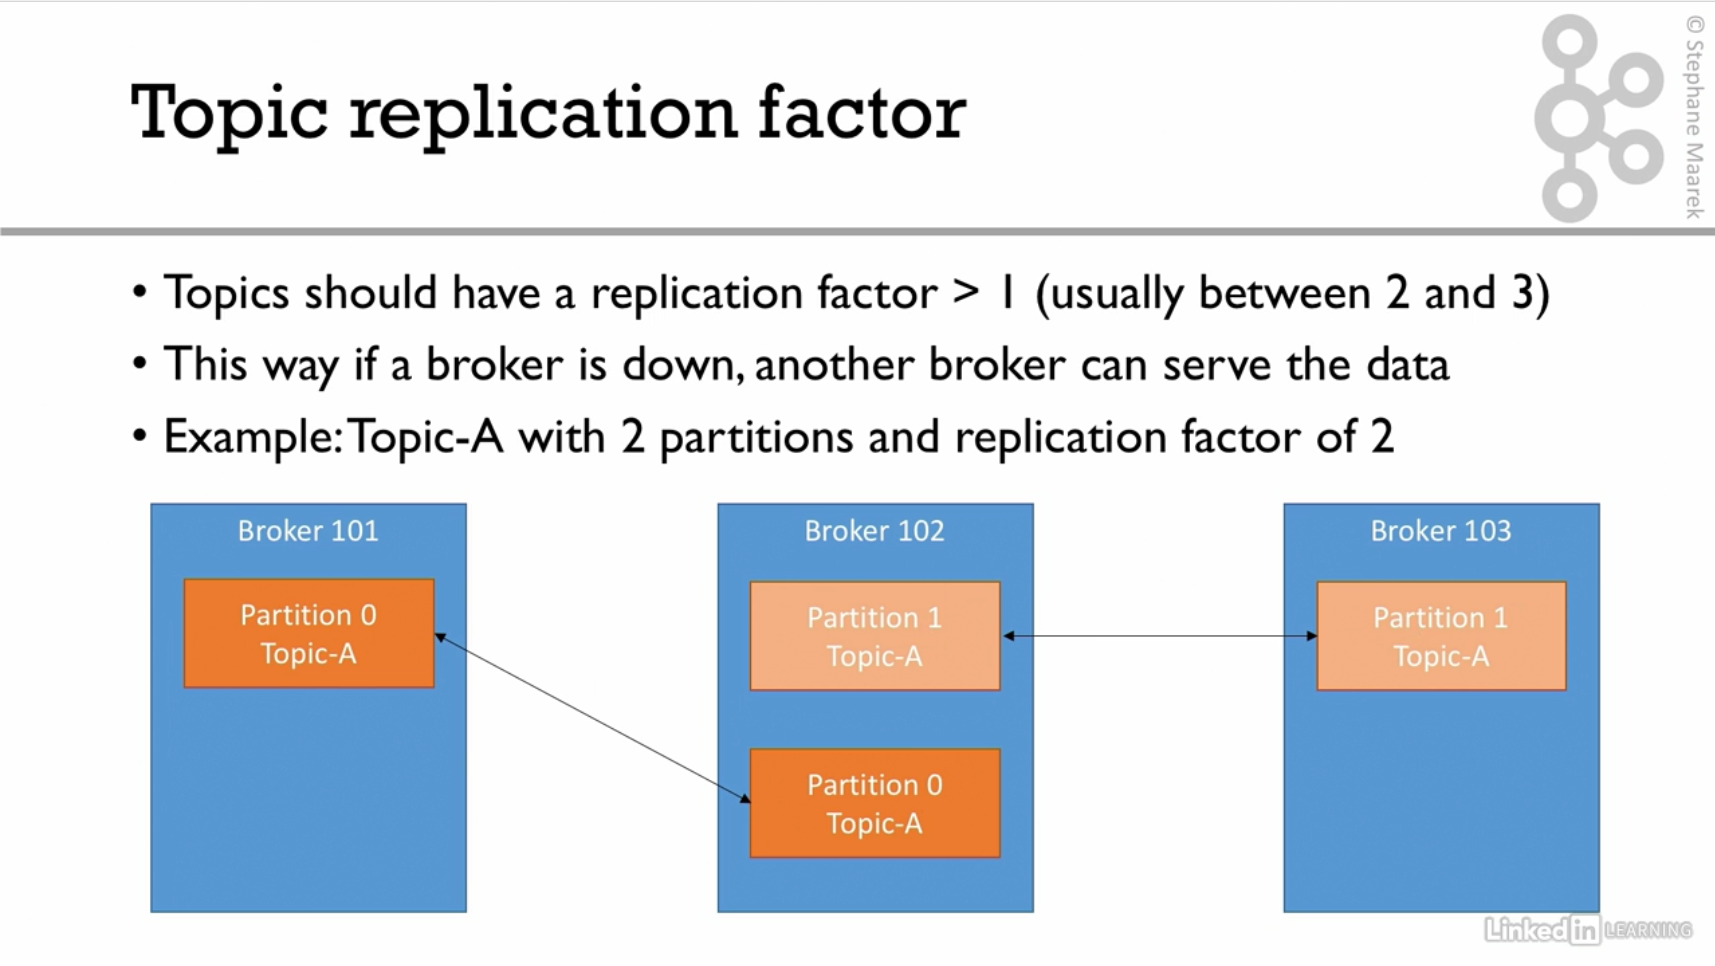 Topic replication factor
© Stephane Maarek
• Topics should have a replication factor > 1 (usually between 2 and 3)
• This way if a broker is down, another broker can serve the data
• Example: Topic-A with 2 partitions and replication factor of 2
Broker 101
Partition 0
Topic-A
Broker 102
Partition 1
Topic-A
Partition 0
Topic-A
Broker 103
Partition 1
Topic-A
Linked in LEARNING